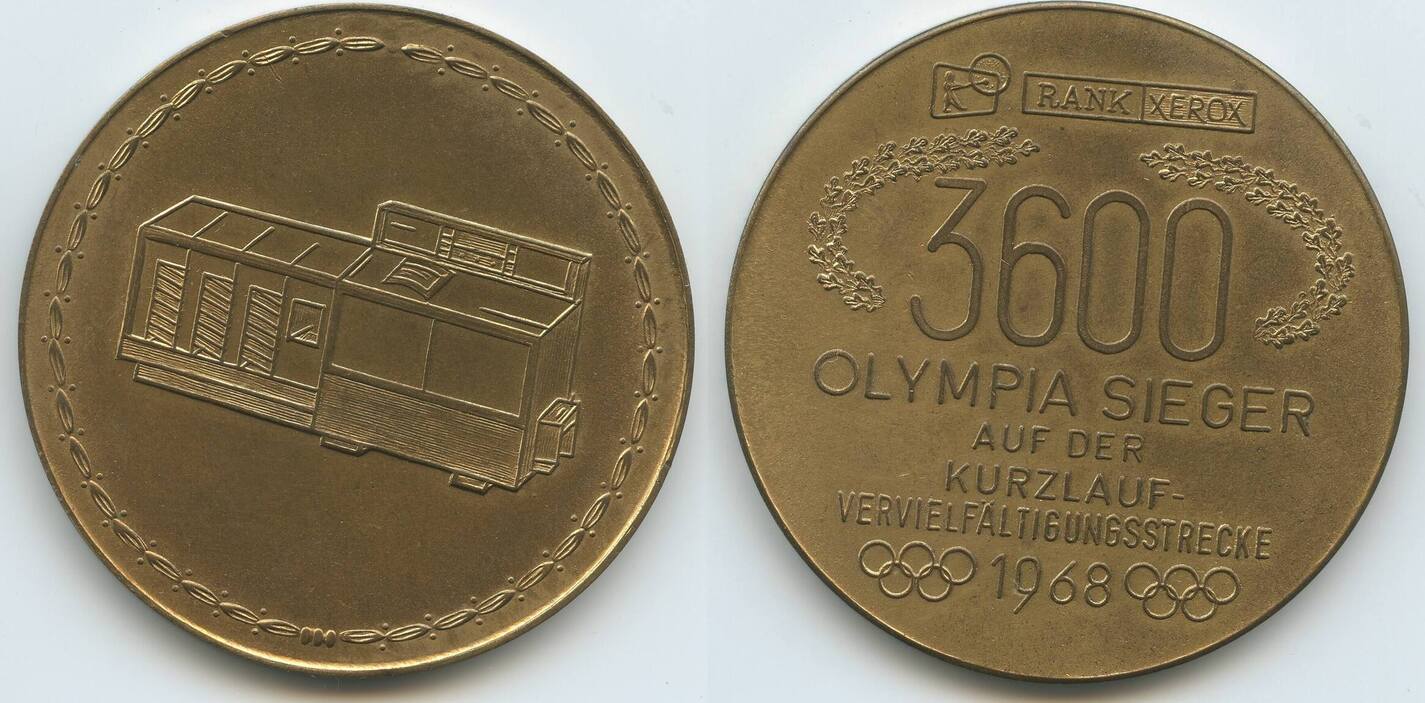 RANK XEROX
3600
OLYMPIA SIEGER
AUF DER
KURZLAUF-
VERVIELFÄLTIGUNGSSTRECKE
1968